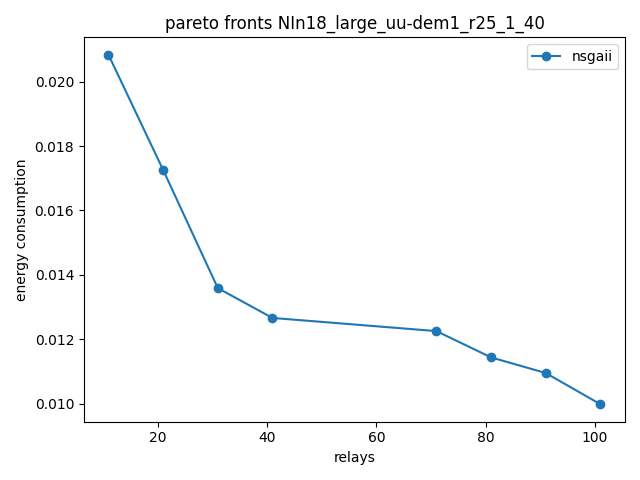 pareto fronts NIn18_large_uu-dem1_r25_1_40
nsgaii
0.020
0.018
0.016
0.014
0.012
0.010
energy consumption
20 40 60 80 100
relays